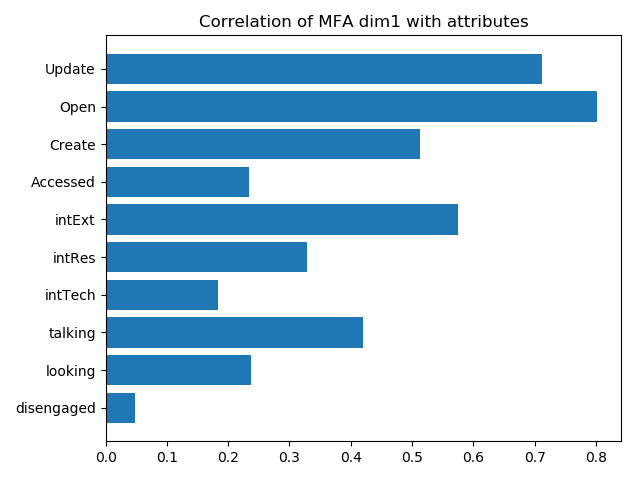 Correlation of MFA dim1 with attributes
Update
Open
Create
Accessed
intExt
intRes
intTech
talking
looking
disengaged
0.0 0.1 0.2 0.3 0.4 0.5 0.6 0.7 0.8